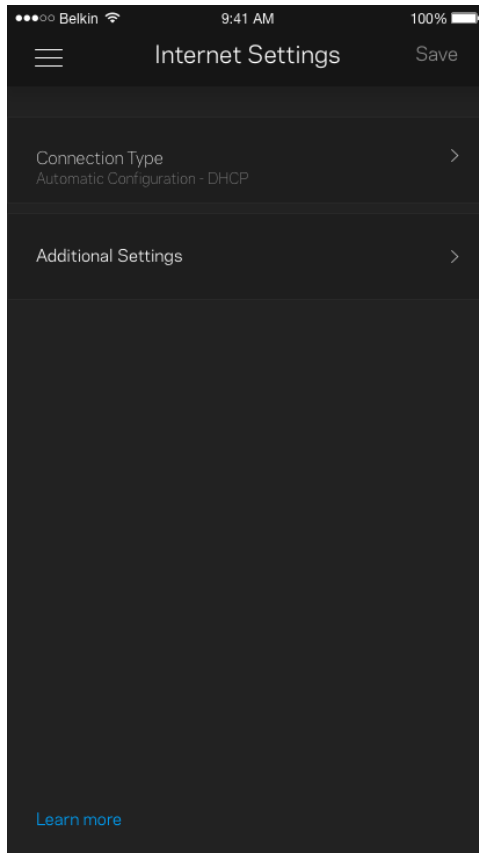 Belkin 9:41 AM 100%
Internet Settings Save
Connection Type
Automatic Configuration - DHCP
Additional Settings
Learn more